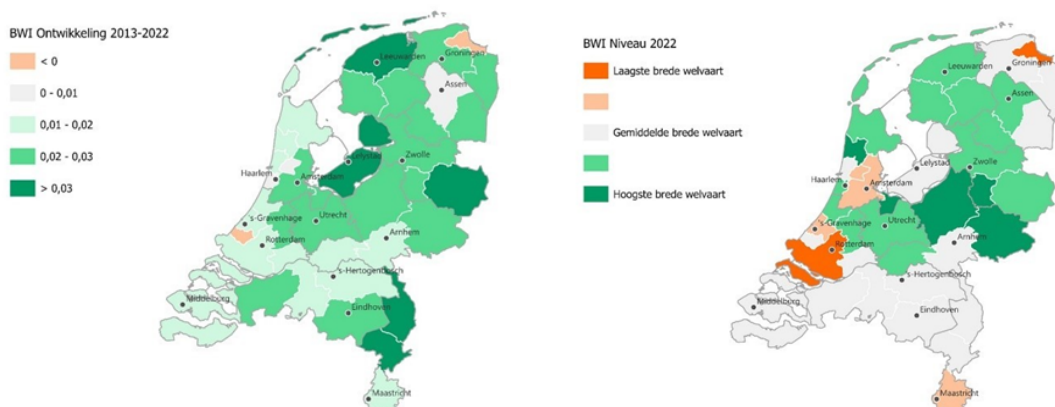 BWI Ontwikkeling 2013-2022
< 0
0 - 0,01
0,01 - 0,02
0,02 - 0,03
> 0,03
Leeuwarden
Groningen
Assen
Lelystad
Zwolle
Haarlem
Amsterdam
's-Gravenhage
Utrecht
Rotterdam
Arnhem
's-Hertogenbosch
Middelburg
Eindhoven
Maastricht
BWI Niveau 2022
Laagste brede welvaart
Gemiddelde brede welvaart
Hoogste brede welvaart
Groningen
Leeuwarden
Assen
Lelystad
Zwolle
Haarlem
Amsterdam
's-Gravenhage
Utrecht
Rotterdam
Arnhem
's-Hertogenbosch
Middelburg
Eindhoven
Maastricht